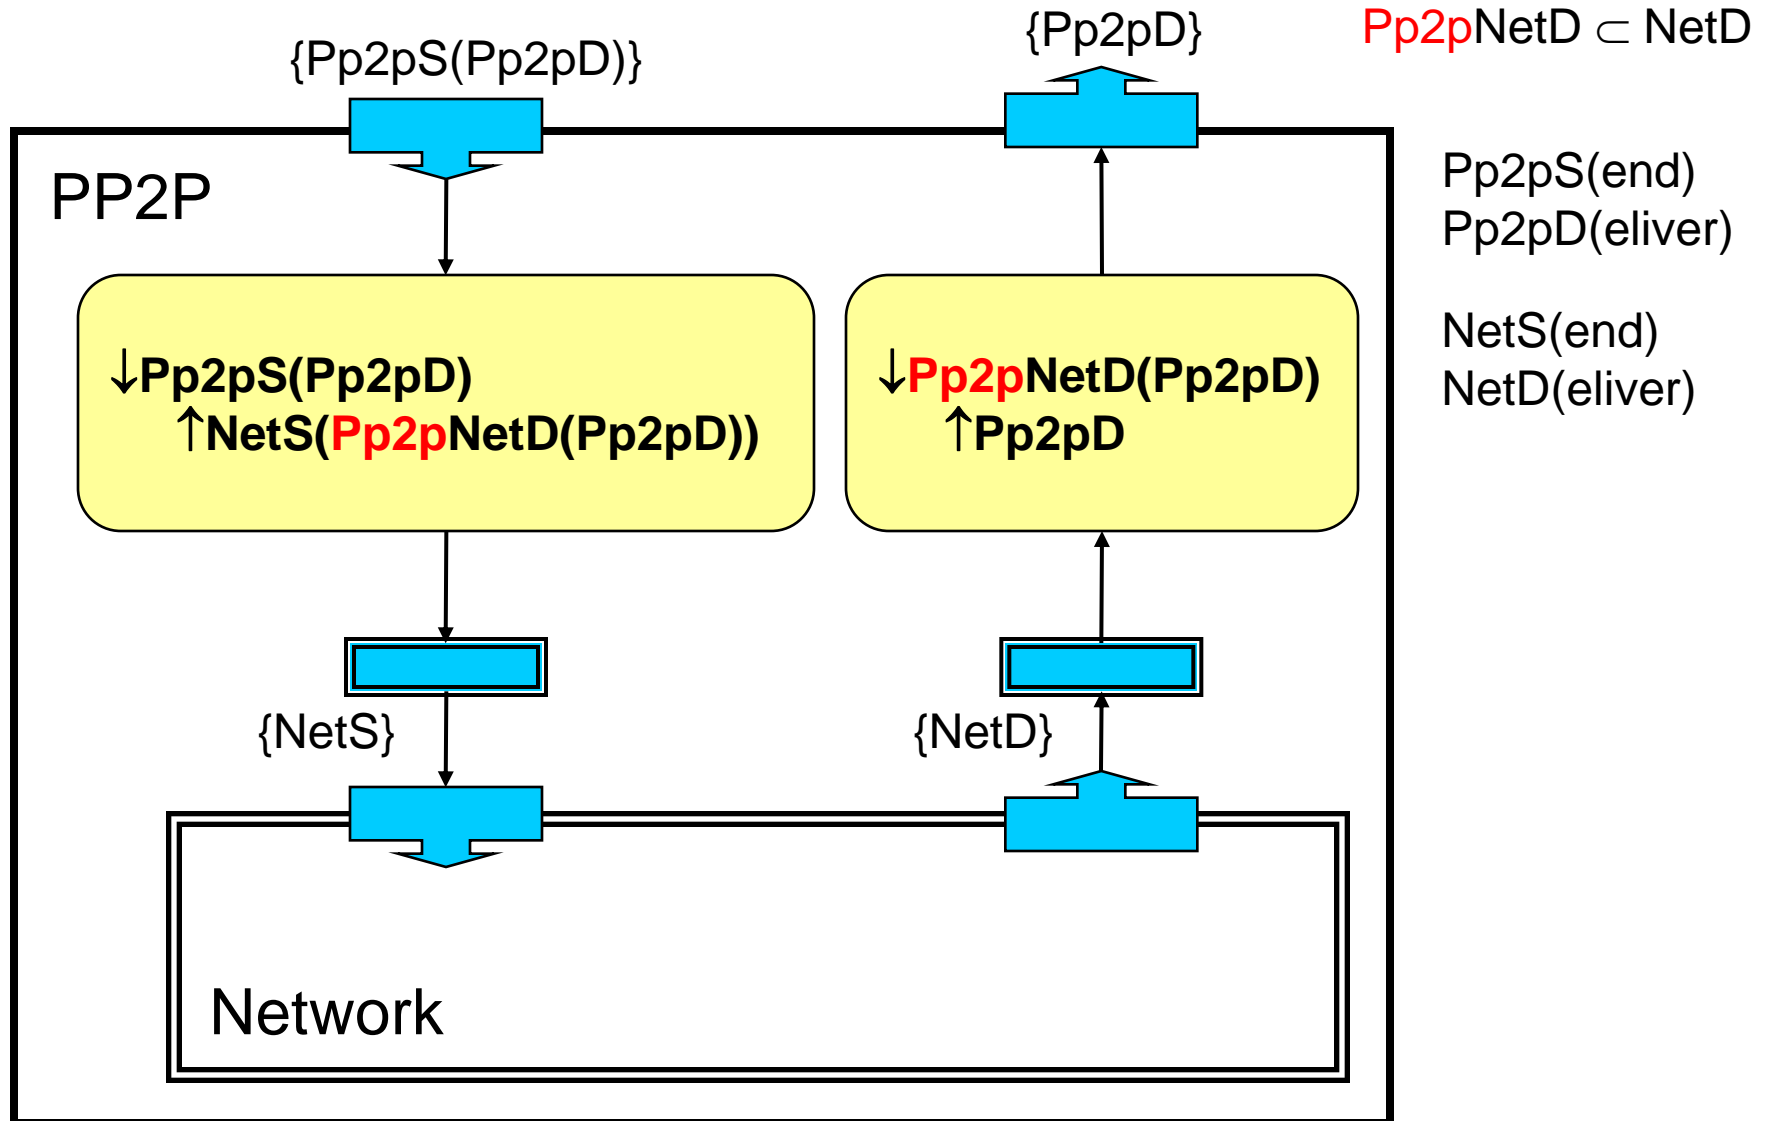 {Pp2pS(Pp2pD)}
{Pp2pD}
Pp2pNetD ⊂ NetD
PP2P
Pp2pS(end)
Pp2pD(eliver)
NetS(end)
NetD(eliver)
↓Pp2pS(Pp2pD)
↑NetS(Pp2pNetD(Pp2pD))
↓Pp2pNetD(Pp2pD)
↑Pp2pD
{NetS}
{NetD}
Network